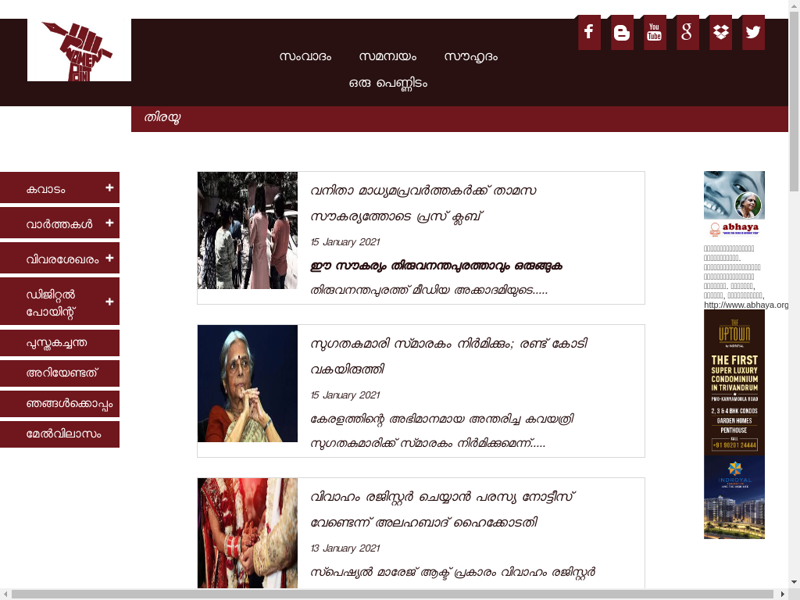 സംവാദം സമന്വയം സൗഹൃദം
ഒരു പെണ്ണിടം
തിരയൂ
കവാടം +
വാർത്തകൾ +
വിവരശേഖരം +
ഡിജിറ്റൽ
പോയിന്റ് +
പുസ്തകച്ചന്ത
അറിയേണ്ടത്
ഞങ്ങൾക്കൊപ്പം
മേൽവിലാസം
വനിതാ മാധ്യമപ്രവർത്തകർക്ക് താമസ
സൗകര്യത്തോടെ പ്രസ് ക്ലബ്
15 January 2021
ഈ സൗകര്യം തിരുവനന്തപുരത്താവും ഒരുങ്ങുക
തിരുവനന്തപുരത്ത് മീഡിയ അക്കാദമിയുടെ.....
സുഗതകുമാരി സ്മാരകം നിർമിക്കും; രണ്ട് കോടി
വകയിരുത്തി
15 January 2021
കേരളത്തിന്റെ അഭിമാനമായ അന്തരിച്ച കവയത്രി
സുഗതകുമാരിക്ക് സ്മാരകം നിർമിക്കുമെന്ന്.....
വിവാഹം രജിസ്റ്റർ ചെയ്യാൻ പരസ്യ നോട്ടീസ്
വേണ്ടെന്ന് അലഹബാദ് ഹൈക്കോടതി
13 January 2021
സ്പെഷ്യൽ മാരേജ് ആക്ട് പ്രകാരം വിവാഹം രജിസ്റ്റർ
abhaya
http://www.abhaya.org
THE
UPTOWN
THE FIRST
SUPER LUXURY
CONDOMINIUM
IN TRIVANDRUM
2, 3 & 4 BHK CONDOS
GARDEN HOMES
PENTHOUSE
CALL
INDROYAL